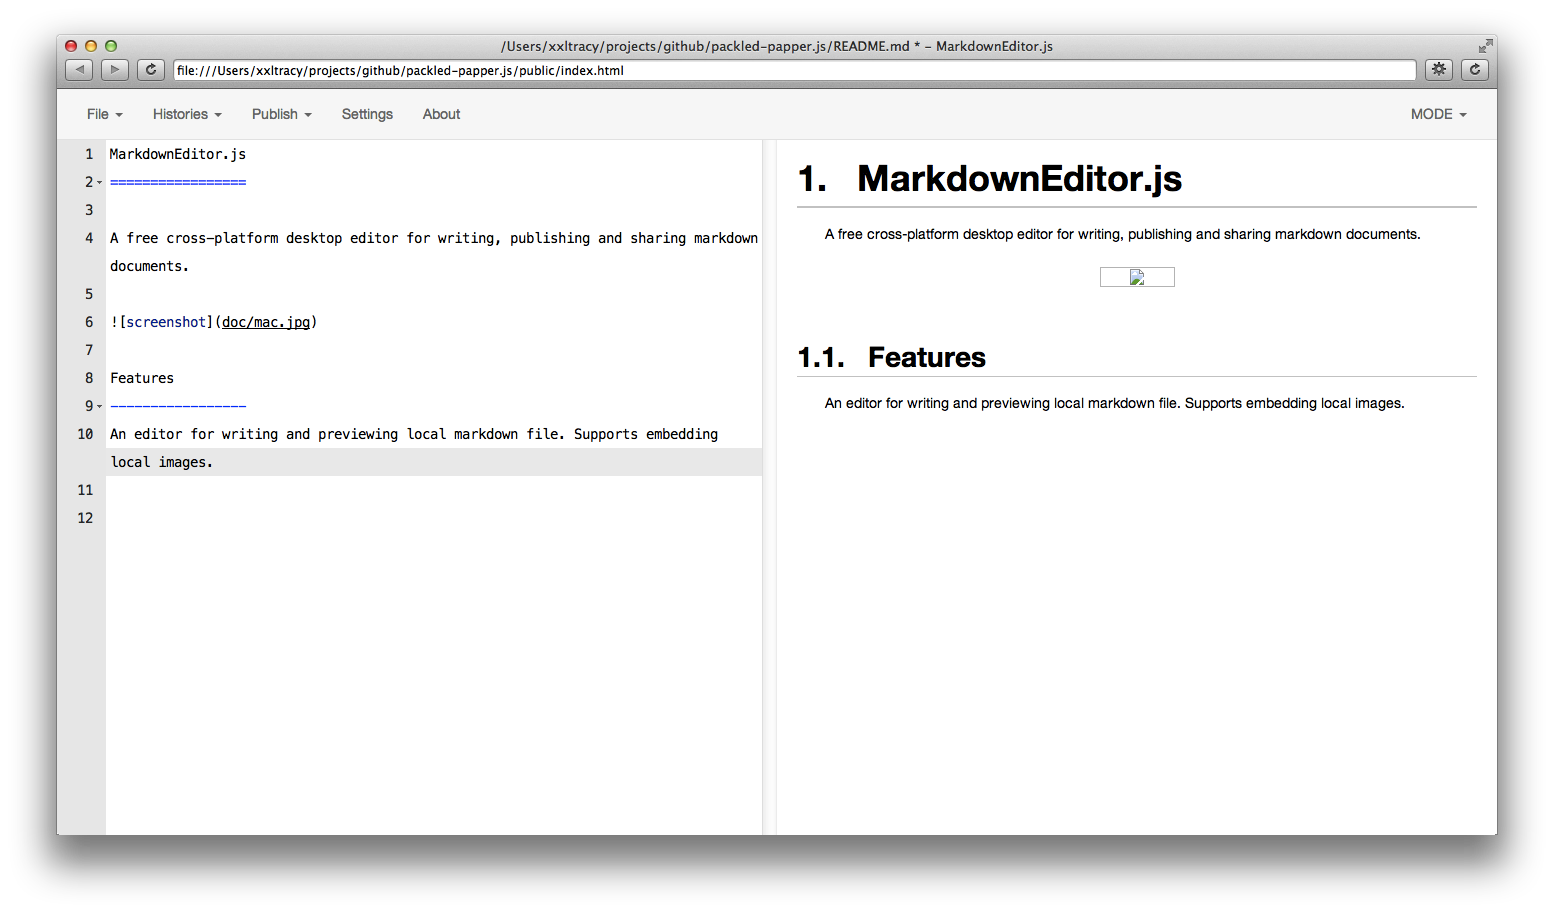 /Users/xxltracy/projects/github/packled-papper.js/README.md * - MarkdownEditor.js
file:///Users/xxltracy/projects/github/packled-papper.js/public/index.html
File Histories Publish Settings About MODE
1 MarkdownEditor.js
2 =================
3
4 A free cross-platform desktop editor for writing, publishing and sharing markdown
documents.
5
6 ![screenshot](doc/mac.jpg)
7
8 Features
9 -----------------
10 An editor for writing and previewing local markdown file. Supports embedding
local images.
11
12
1. MarkdownEditor.js
A free cross-platform desktop editor for writing, publishing and sharing markdown documents.
1.1. Features
An editor for writing and previewing local markdown file. Supports embedding local images.